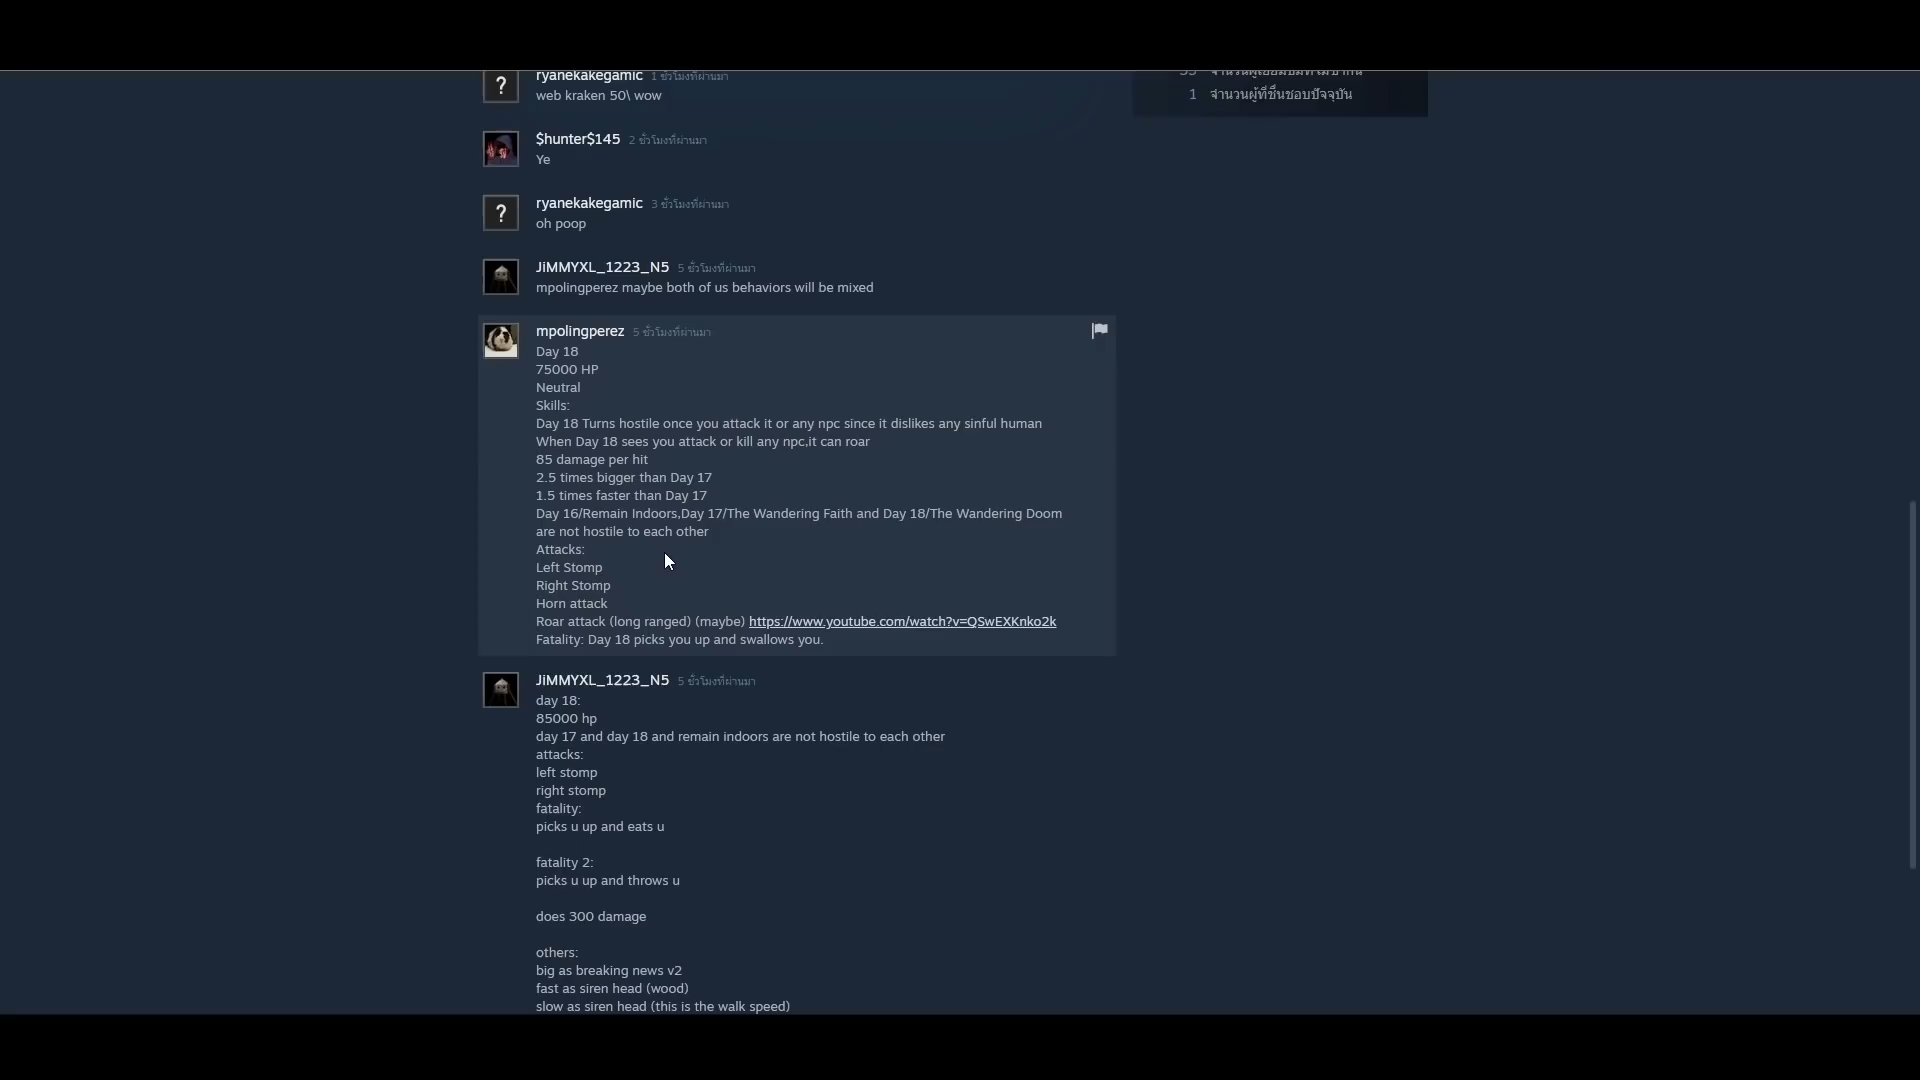 ryanekakegamic 1 ชั่วโมงที่ผ่านมา
web kraken 50\ wow
1 จำนวนผู้ที่ชื่นชอบปัจจุบัน
$hunter$145 2 ชั่วโมงที่ผ่านมา
Ye
ryanekakegamic 3 ชั่วโมงที่ผ่านมา
oh poop
JiMMYXL_1223_N5 5 ชั่วโมงที่ผ่านมา
mpolingperez maybe both of us behaviors will be mixed
mpolingperez 5 ชั่วโมงที่ผ่านมา
Day 18
75000 HP
Neutral
Skills:
Day 18 Turns hostile once you attack it or any npc since it dislikes any sinful human
When Day 18 sees you attack or kill any npc,it can roar
85 damage per hit
2.5 times bigger than Day 17
1.5 times faster than Day 17
Day 16/Remain Indoors,Day 17/The Wandering Faith and Day 18/The Wandering Doom
are not hostile to each other
Attacks:
Left Stomp
Right Stomp
Horn attack
Roar attack (long ranged) (maybe) https://www.youtube.com/watch?v=QSwEXKnko2k
Fatality: Day 18 picks you up and swallows you.
JiMMYXL_1223_N5 5 ชั่วโมงที่ผ่านมา
day 18:
85000 hp
day 17 and day 18 and remain indoors are not hostile to each other
attacks:
left stomp
right stomp
fatality:
picks u up and eats u
fatality 2:
picks u up and throws u
does 300 damage
others:
big as breaking news v2
fast as siren head (wood)
slow as siren head (this is the walk speed)